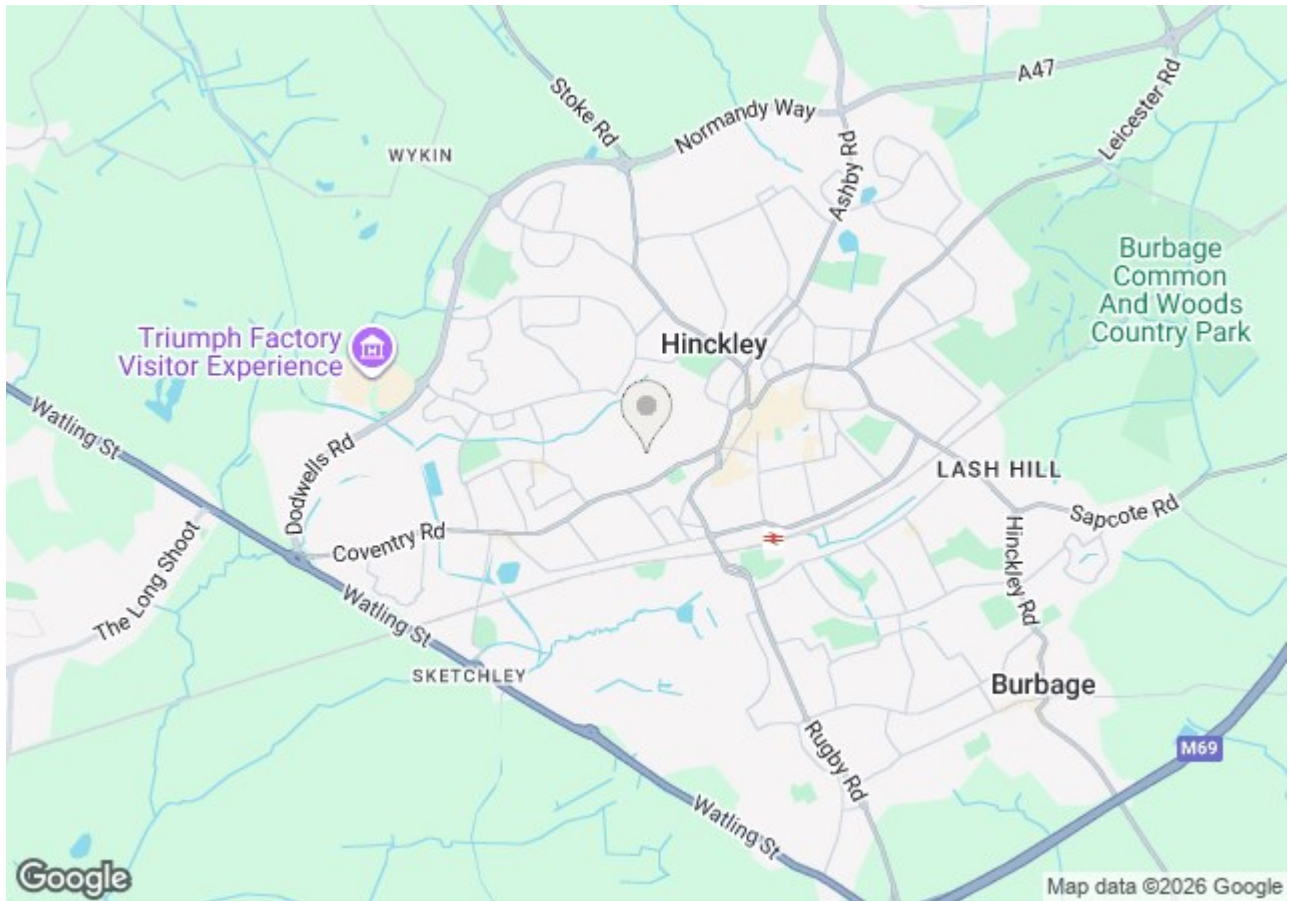 A47
Leicester Rd
Stoke Rd
Normandy Way
Ashby Rd
WYKIN
Burbage
Common
And Woods
Country Park
Triumph Factory
Visitor Experience
Hinckley
Watling St
Dodwells Rd
LASH HILL
Sapcote Rd
Coventry Rd
Hinckley Rd
The Long Shoot
Watling St
SKETCHLEY
Burbage
Rugby Rd
M69
Watling St
Google
Map data ©2026 Google